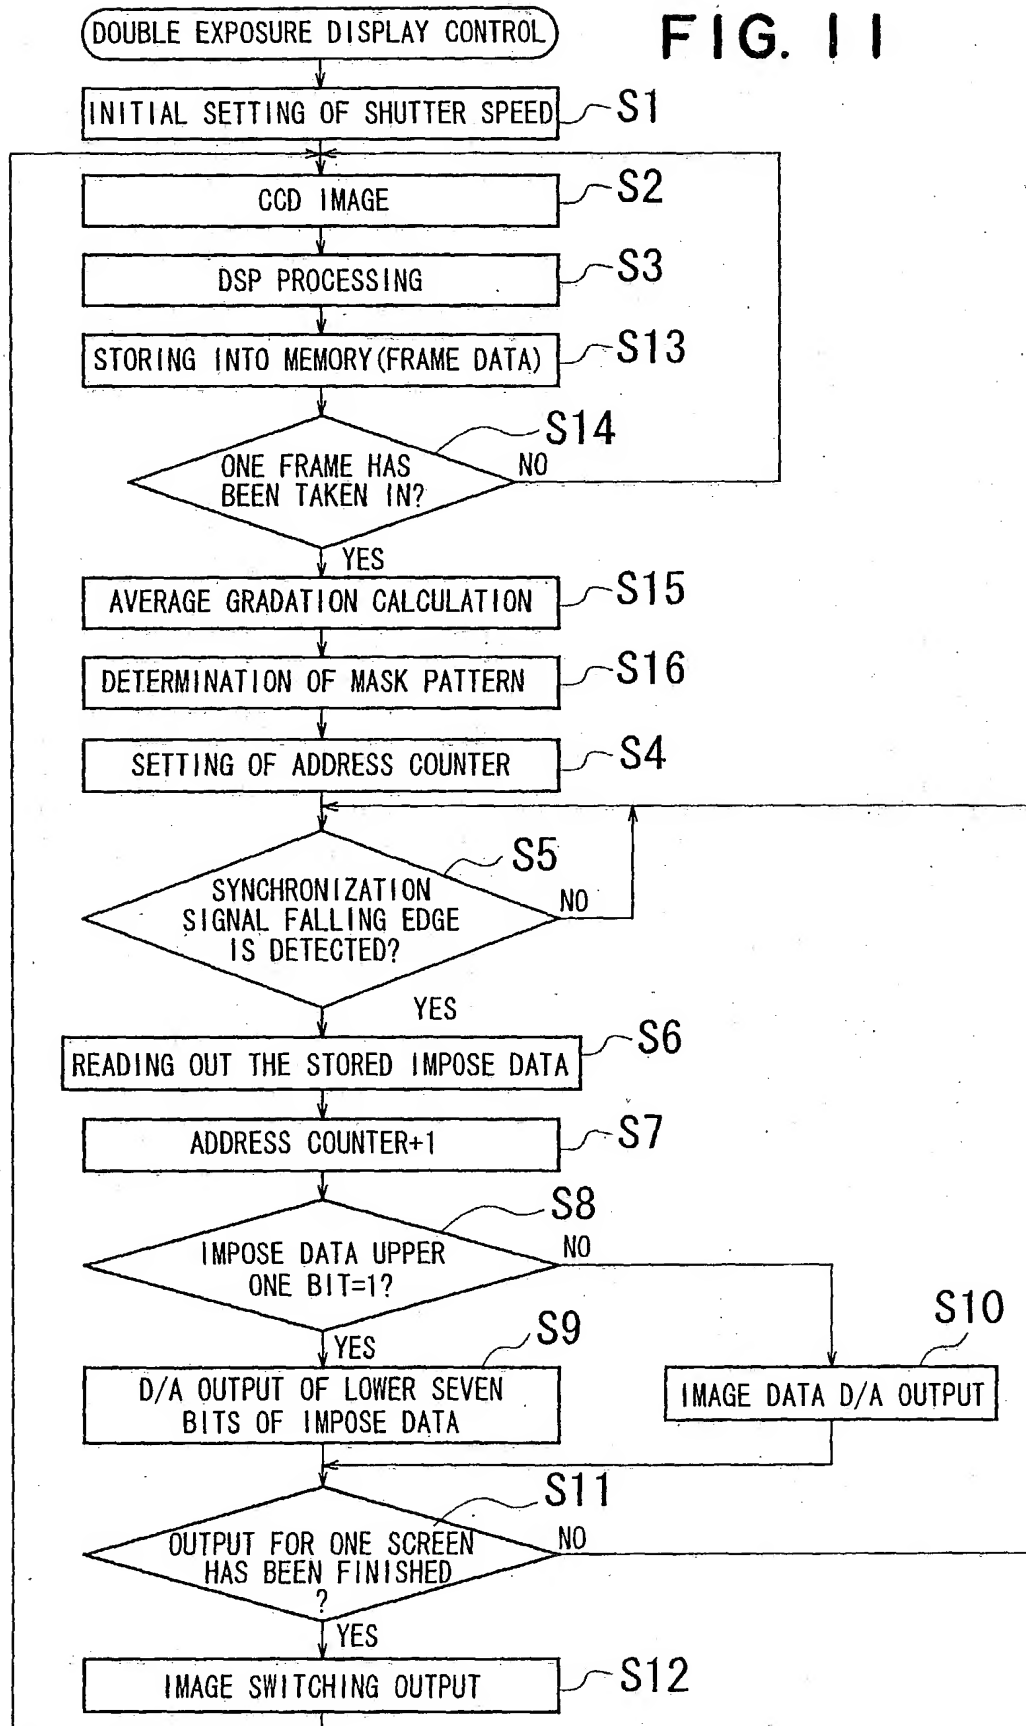 DOUBLE EXPOSURE DISPLAY CONTROL
FIG. 11
INITIAL SETTING OF SHUTTER SPEED
S1
CCD IMAGE
S2
DSP PROCESSING
S3
STORING INTO MEMORY(FRAME DATA)
S13
S14
ONE FRAME HAS
BEEN TAKEN IN?
NO
YES
AVERAGE GRADATION CALCULATION
S15
DETERMINATION OF MASK PATTERN
S16
SETTING OF ADDRESS COUNTER
S4
S5
SYNCHRONIZATION
SIGNAL FALLING EDGE
IS DETECTED?
NO
YES
READING OUT THE STORED IMPOSE DATA
S6
ADDRESS COUNTER+1
S7
S8
IMPOSE DATA UPPER
ONE BIT=1?
NO
YES
S9
D/A OUTPUT OF LOWER SEVEN
BITS OF IMPOSE DATA
S10
IMAGE DATA D/A OUTPUT
S11
OUTPUT FOR ONE SCREEN
HAS BEEN FINISHED
?
NO
YES
IMAGE SWITCHING OUTPUT
S12